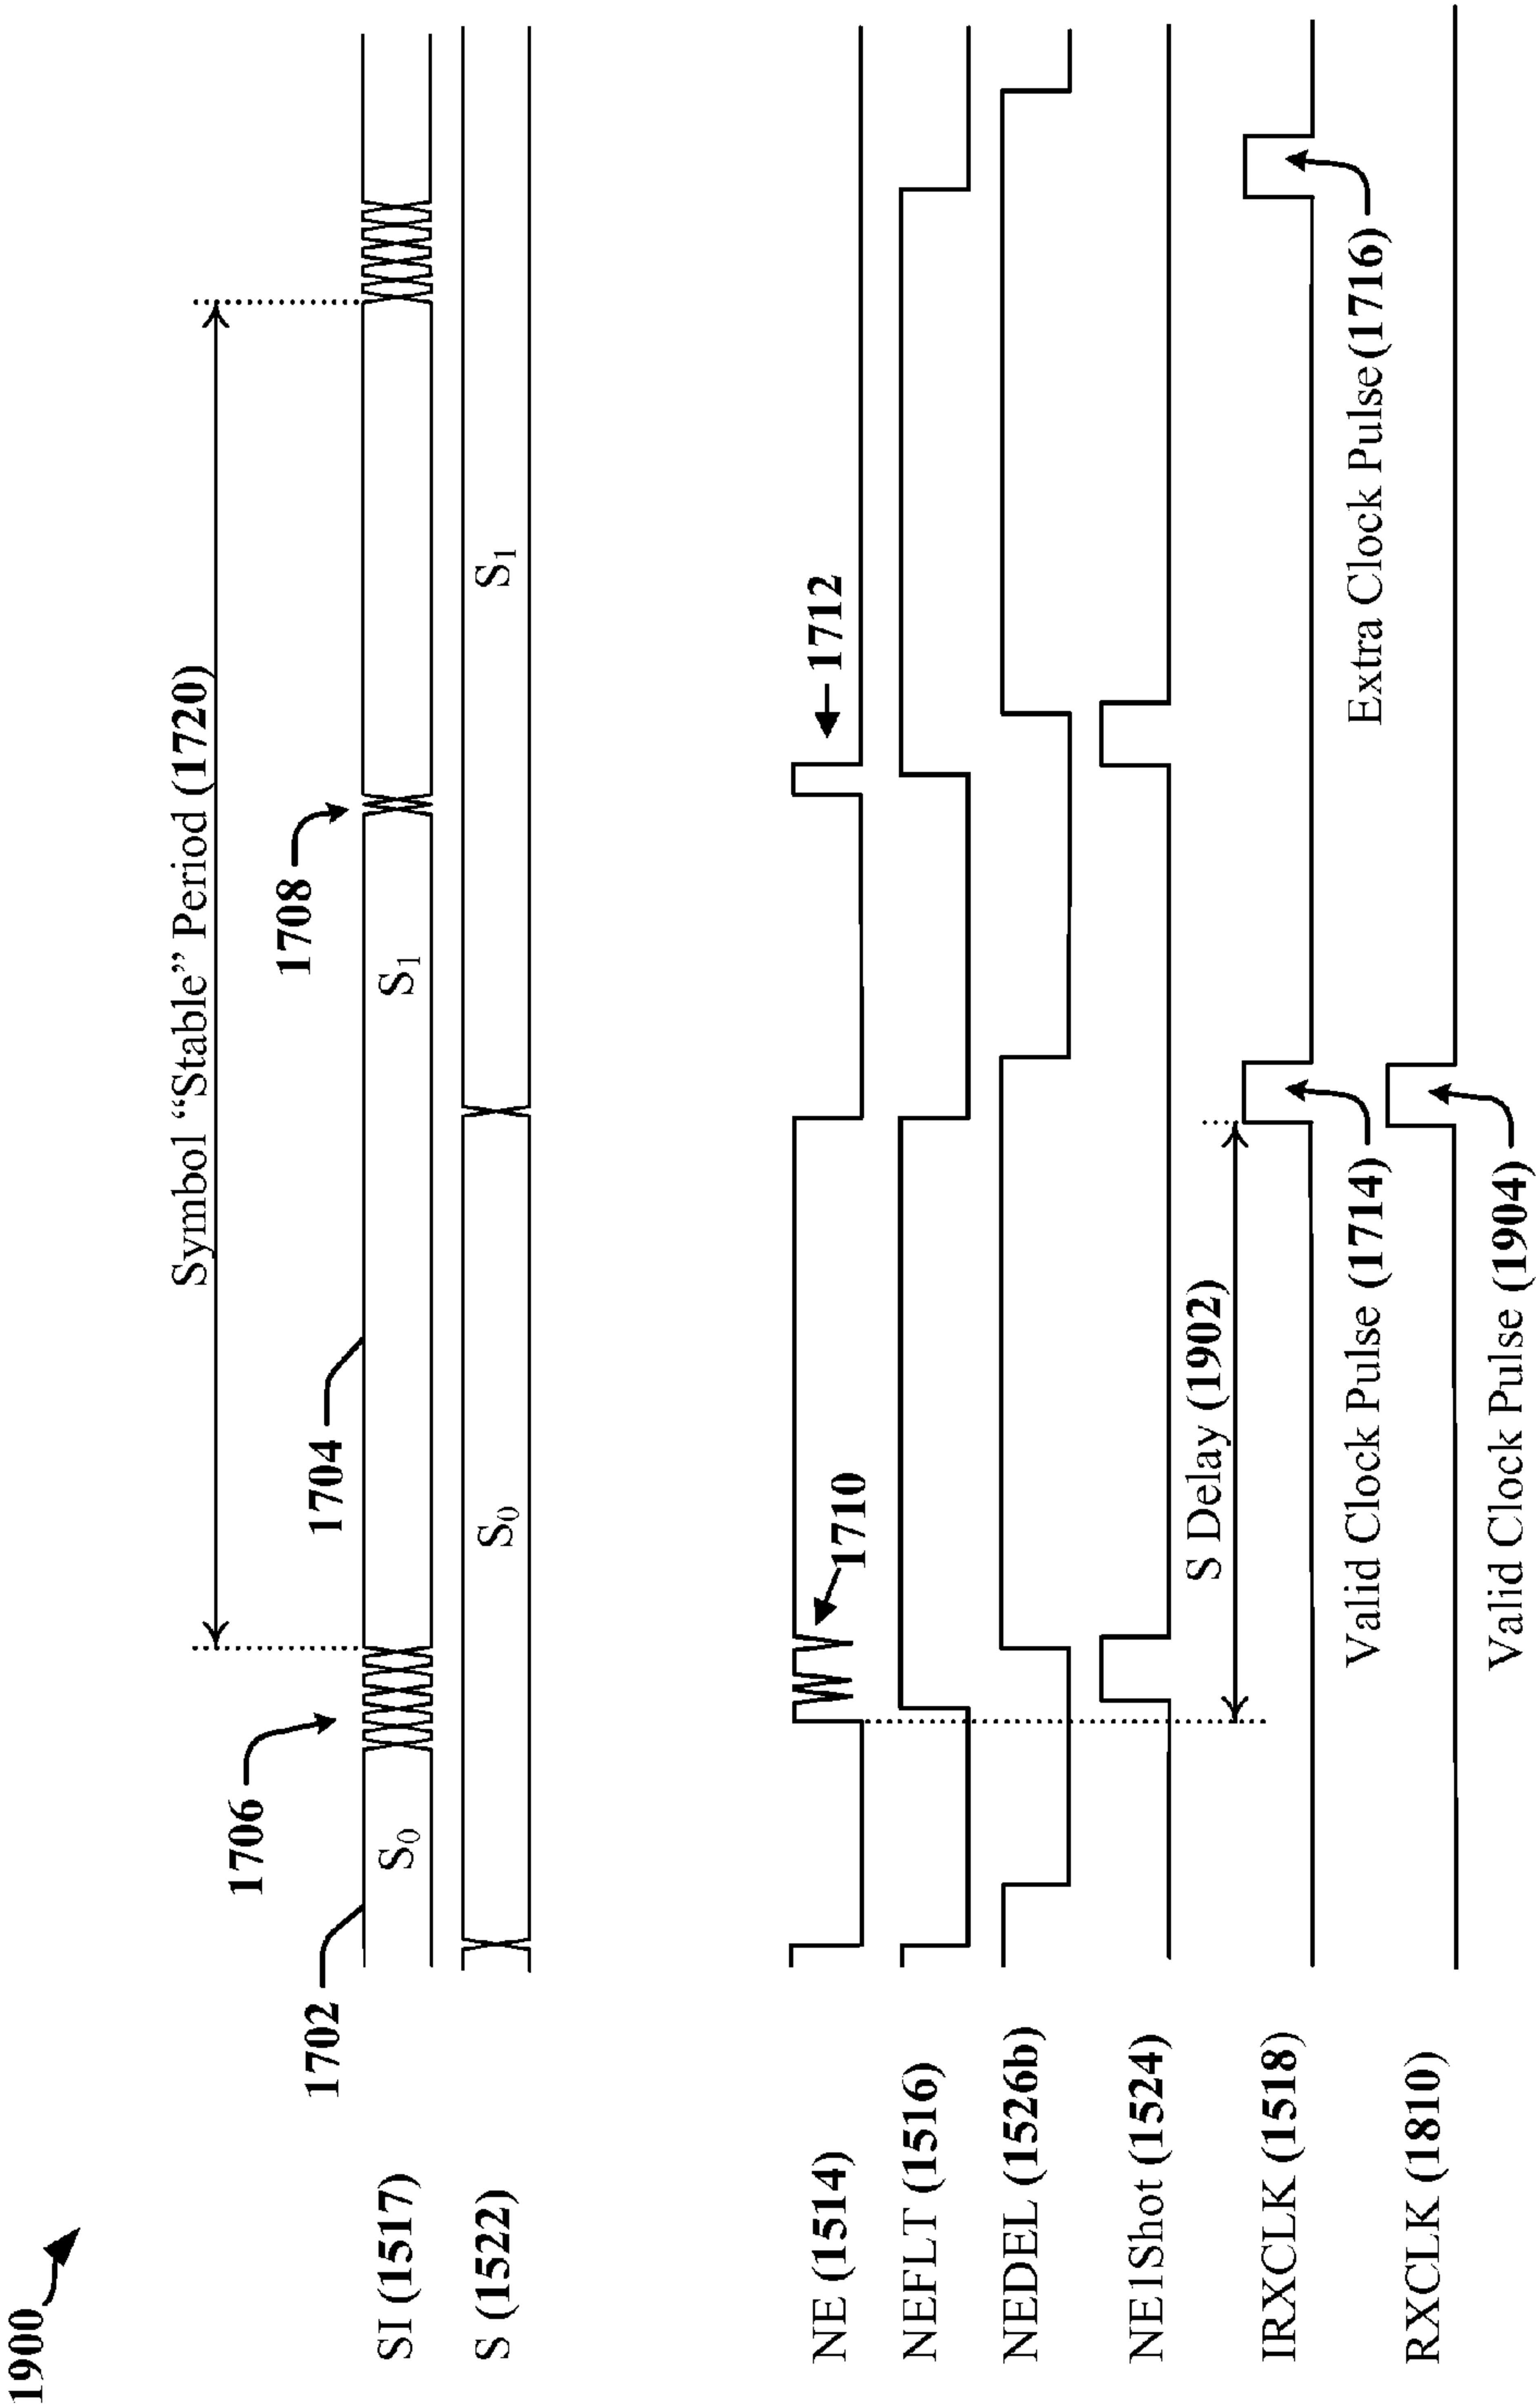 1900
Symbol “Stable” Period (1720)
1706
1708
1702
1704
SI (1517)
S0
S1
S (1522)
S0
S1
1710
1712
NE (1514)
NEFLT (1516)
NEDEL (1526b)
NE1Shot (1524)
S Delay (1902)
IRXCLK (1518)
Valid Clock Pulse (1714)
Extra Clock Pulse(1716)
RXCLK (1810)
Valid Clock Pulse (1904)